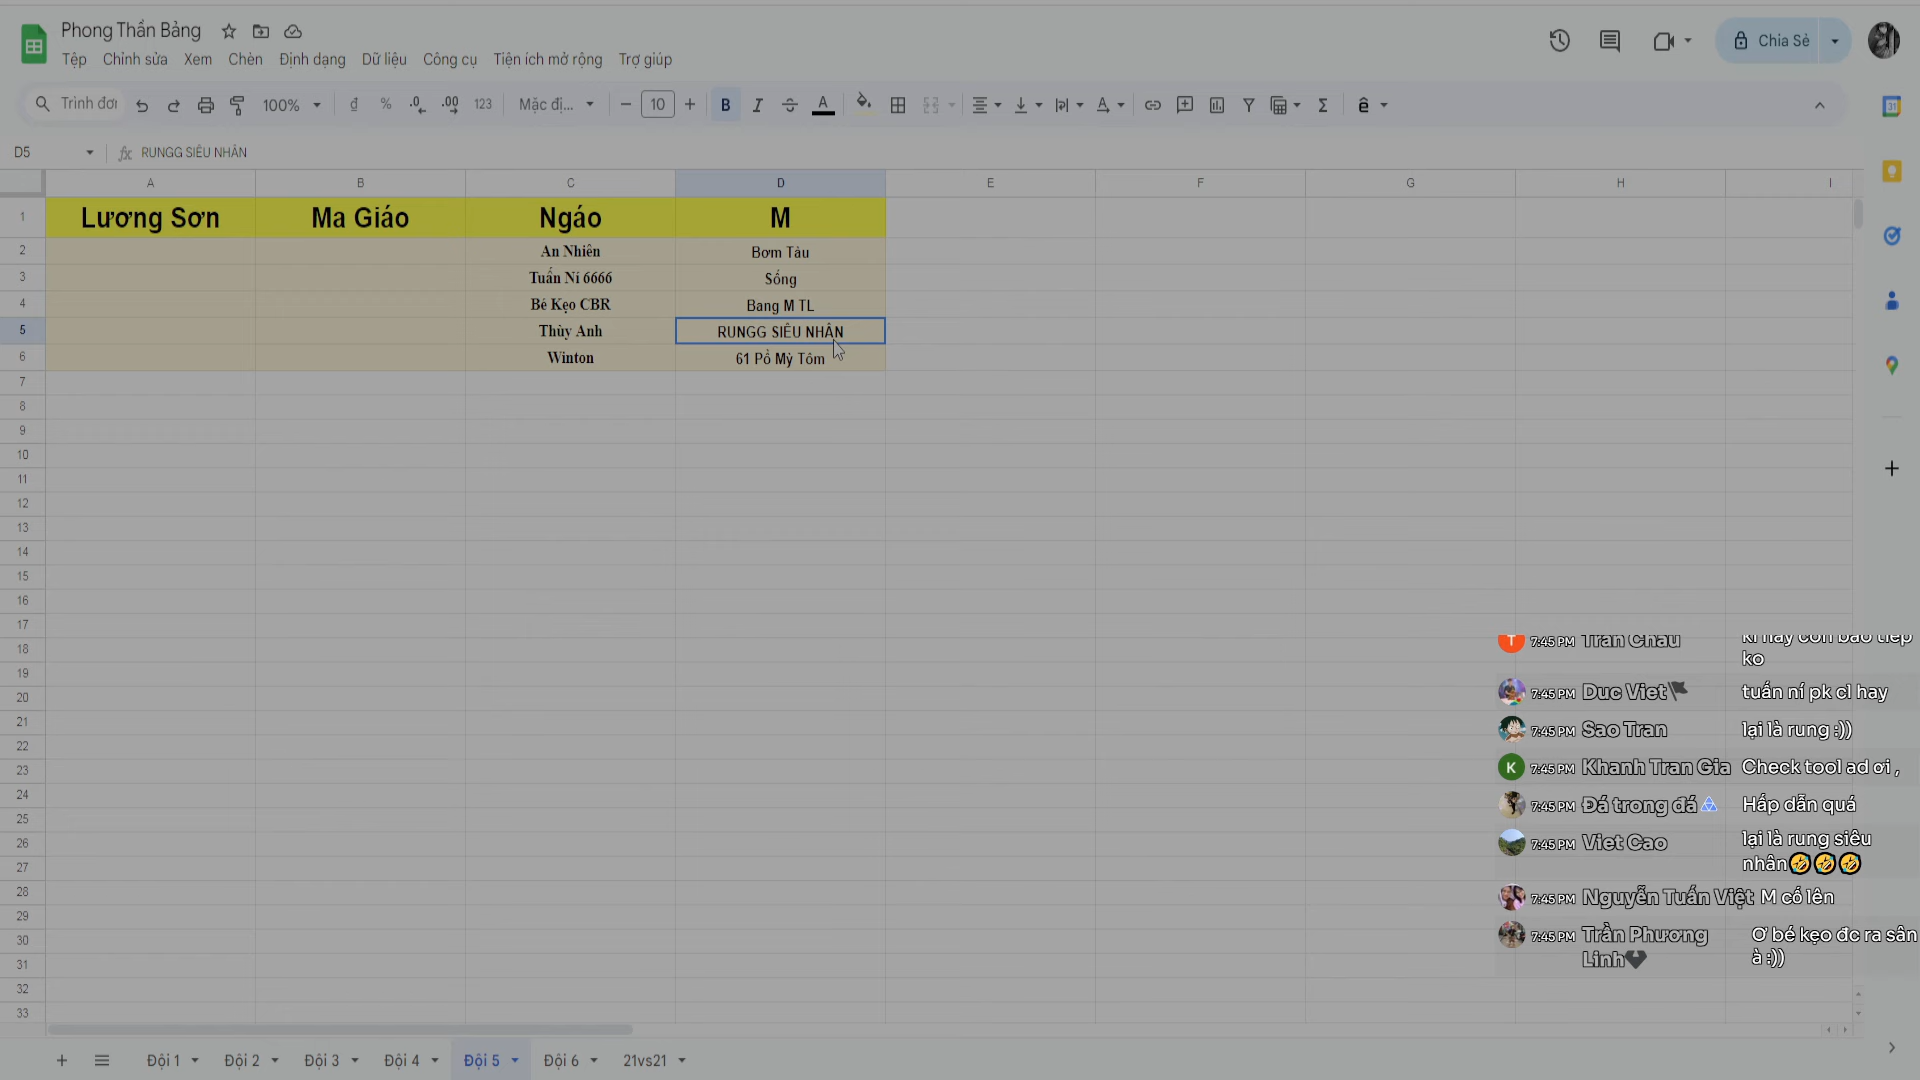 Phong Thần Bảng
Tệp Chỉnh sửa Xem Chèn Định dạng Dữ liệu Công cụ Tiện ích mở rộng Trợ giúp
Chia Sẻ
Trình đơn 100% đ % .0 .00 123 Mặc đị... 10 B I A ê
D5 fx RUNGG SIÊU NHÂN
A B C D E F G H I
1 Lương Sơn Ma Giáo Ngáo M
2 An Nhiên Bơm Tàu
3 Tuấn Ní 6666 Sống
4 Bé Kẹo CBR Bang M TL
5 Thùy Anh RUNGG SIÊU NHÂN
6 Winton 61 Pổ Mỳ Tôm
7
8
9
10
11
12
13
14
15
16
17
18
19
20
21
22
23
24
25
26
27
28
29
30
31
32
33
T 7:45 PM Tran Chau
ko
7:45 PM Duc Viet tuấn ní pk cl hay
7:45 PM Sao Tran lại là rung :))
K 7:45 PM Khanh Tran Gia Check tool ad ơi ,
7:45 PM Đá trong đá Hấp dẫn quá
7:45 PM Viet Cao lại là rung siêu
nhân🤣🤣🤣
7:45 PM Nguyễn Tuấn Việt M cố lên
7:45 PM Trần Phương Ơ bé kẹo đc ra sân
Linh à :))
+ Đội 1 Đội 2 Đội 3 Đội 4 Đội 5 Đội 6 21vs21
31